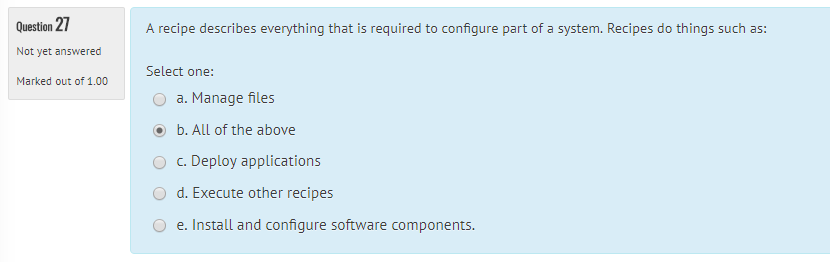 Question 27
Not yet answered
Marked out of 1.00
A recipe describes everything that is required to configure part of a system. Recipes do things such as:
Select one:
a. Manage files
b. All of the above
c. Deploy applications
d. Execute other recipes
e. Install and configure software components.